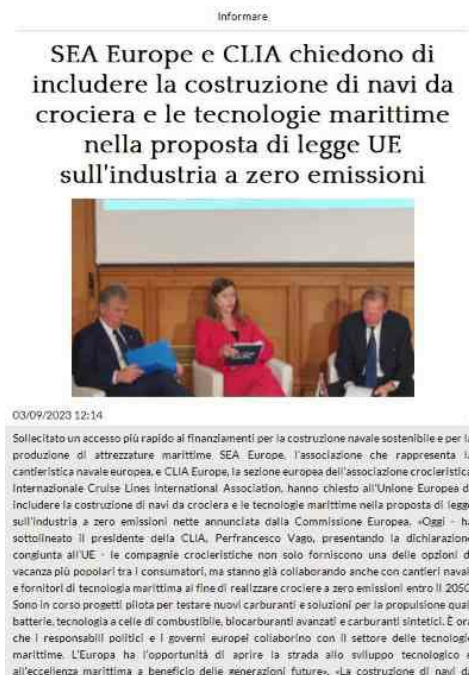 Informare
SEA Europe e CLIA chiedono di
includere la costruzione di navi da
crociera e le tecnologie marittime
nella proposta di legge UE
sull'industria a zero emissioni
03/09/2023 12:14
Sollecitato un accesso più rapido ai finanziamenti per la costruzione navale sostenibile e per la
produzione di attrezzature marittime SEA Europe, l'associazione che rappresenta la
cantieristica navale europea, e CLIA Europe, la sezione europea dell'associazione crocieristica
internazionale Cruise Lines International Association, hanno chiesto all'Unione Europea di
includere la costruzione di navi da crociera e le tecnologie marittime nella proposta di legge
sull'industria a zero emissioni nette annunciata dalla Commissione Europea. «Oggi - ha
sottolineato il presidente della CLIA, Perfrancesco Vago, presentando la dichiarazione
congiunta all'UE - le compagnie crocieristiche non solo forniscono una delle opzioni di
vacanza più popolari tra i consumatori, ma stanno già collaborando anche con cantieri navali
e fornitori di tecnologia marittima al fine di realizzare crociere a zero emissioni entro il 2050.
Sono in corso progetti pilota per testare nuovi carburanti e soluzioni per la propulsione quali
batterie, tecnologia a celle di combustibile, biocarburanti avanzati e carburanti sintetici. È ora
che i responsabili politici e i governi europei collaborino con il settore delle tecnologie
marittime. L'Europa ha l'opportunità di aprire la strada allo sviluppo tecnologico e
all'eccellenza marittima a beneficio delle generazioni future». «La costruzione di navi da